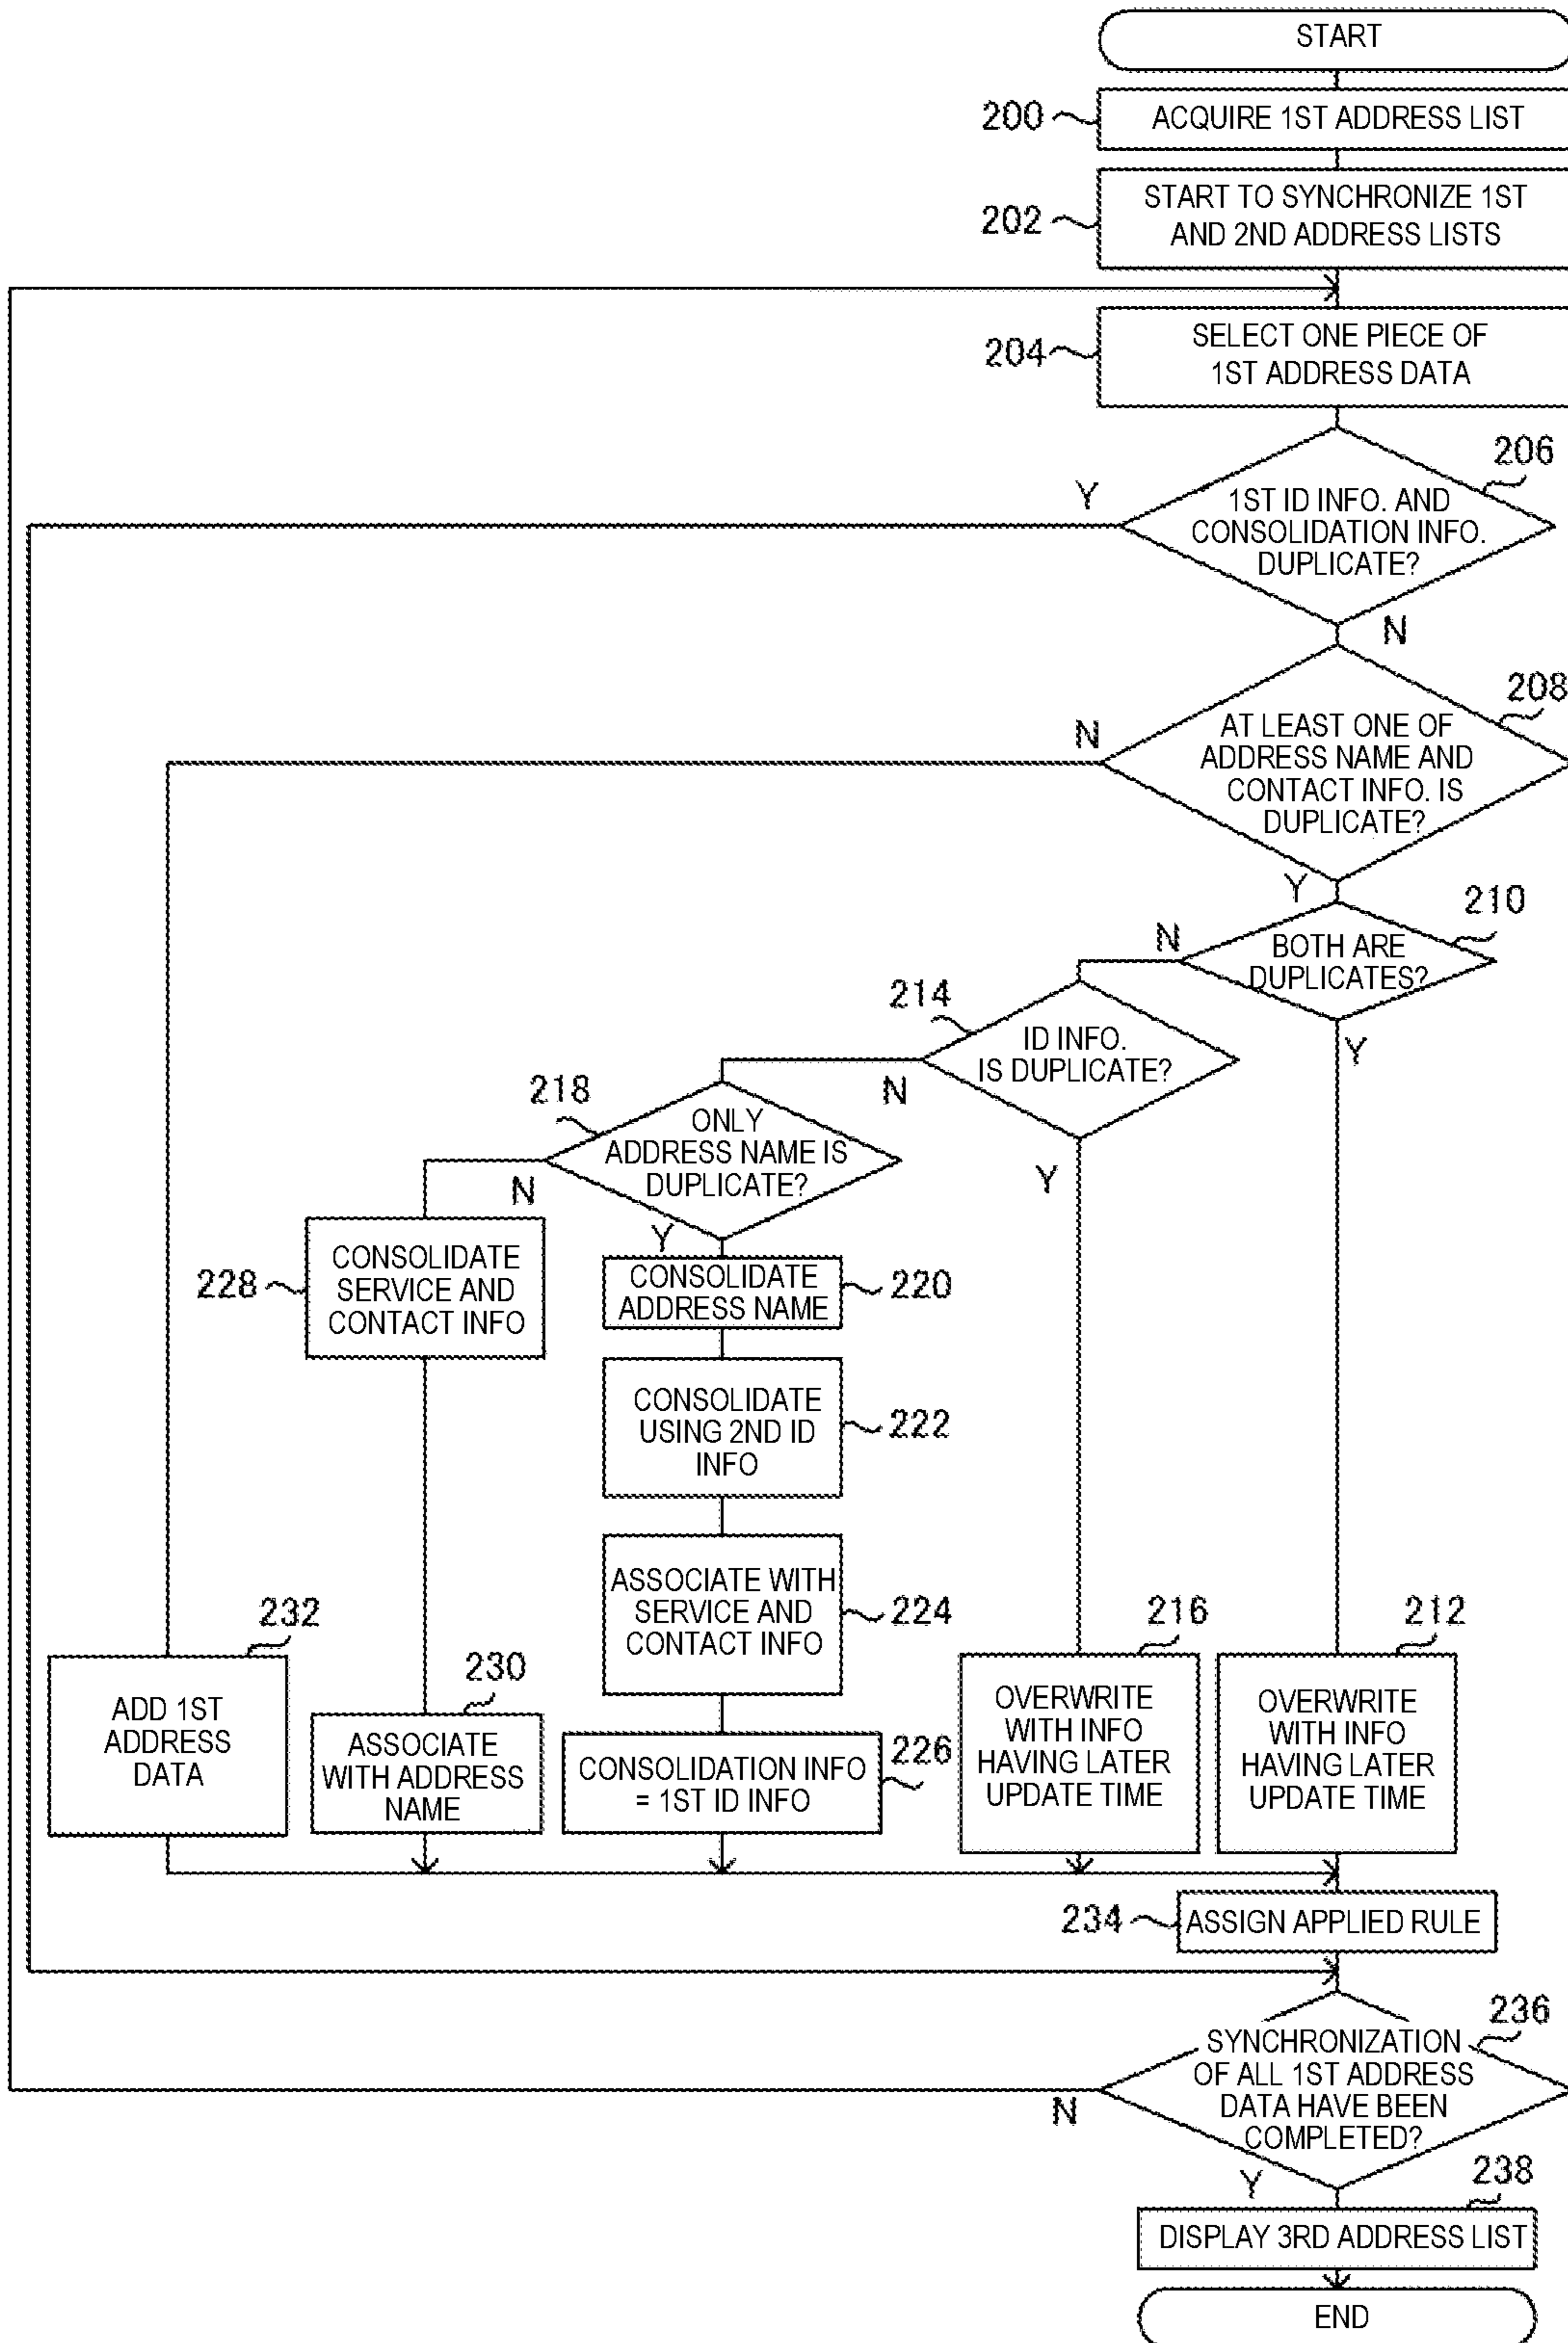 START
200
ACQUIRE 1ST ADDRESS LIST
202
START TO SYNCHRONIZE 1ST
AND 2ND ADDRESS LISTS
204
SELECT ONE PIECE OF
1ST ADDRESS DATA
206
Y
1ST ID INFO. AND
CONSOLIDATION INFO.
DUPLICATE?
N
208
N
AT LEAST ONE OF
ADDRESS NAME AND
CONTACT INFO. IS
DUPLICATE?
Y
210
N
BOTH ARE
DUPLICATES?
Y
214
ID INFO.
IS DUPLICATE?
N
Y
218
ONLY
ADDRESS NAME IS
DUPLICATE?
N
Y
228
CONSOLIDATE
SERVICE AND
CONTACT INFO
CONSOLIDATE
ADDRESS NAME
220
CONSOLIDATE
USING 2ND ID
INFO
222
ASSOCIATE WITH
SERVICE AND
CONTACT INFO
224
232
ADD 1ST
ADDRESS
DATA
230
ASSOCIATE
WITH ADDRESS
NAME
CONSOLIDATION INFO
= 1ST ID INFO
226
216
OVERWRITE
WITH INFO
HAVING LATER
UPDATE TIME
212
OVERWRITE
WITH INFO
HAVING LATER
UPDATE TIME
234
ASSIGN APPLIED RULE
236
SYNCHRONIZATION
OF ALL 1ST ADDRESS
DATA HAVE BEEN
COMPLETED?
N
Y
238
DISPLAY 3RD ADDRESS LIST
END